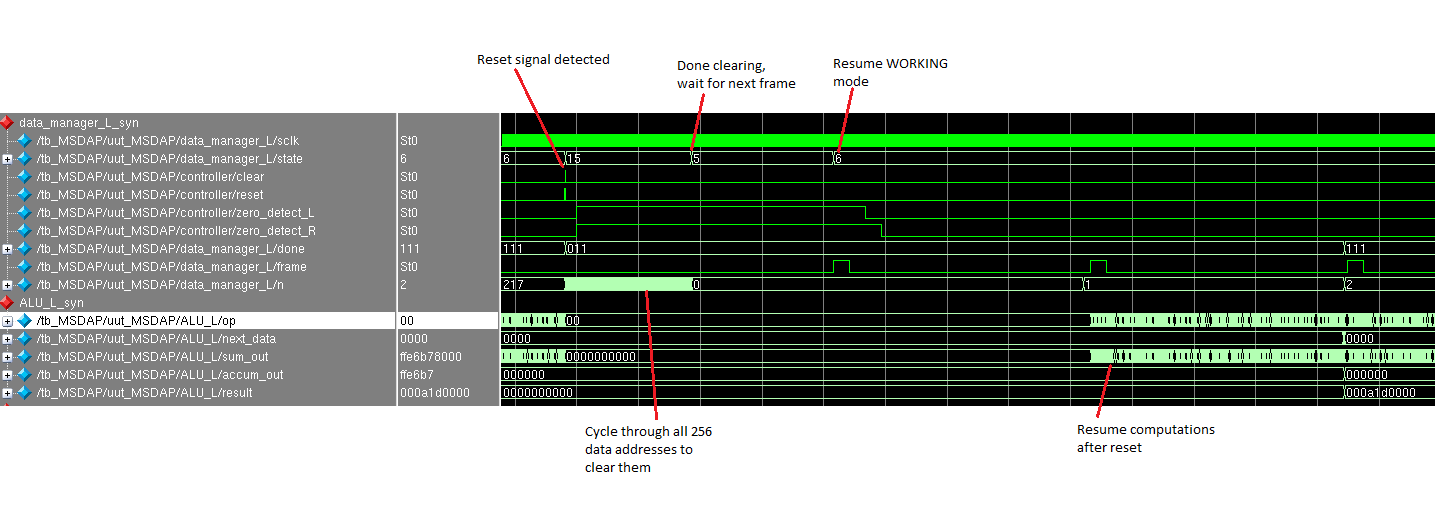 Reset signal detected
Done clearing,
wait for next frame
Resume WORKING
mode
data_manager_L_syn
/tb_MSDAP/uut_MSDAP/data_manager_L/sclk St0
/tb_MSDAP/uut_MSDAP/data_manager_L/state 6 6 15 5 6
/tb_MSDAP/uut_MSDAP/controller/clear St0
/tb_MSDAP/uut_MSDAP/controller/reset St0
/tb_MSDAP/uut_MSDAP/controller/zero_detect_L St0
/tb_MSDAP/uut_MSDAP/controller/zero_detect_R St0
/tb_MSDAP/uut_MSDAP/data_manager_L/done 111 111 011 111
/tb_MSDAP/uut_MSDAP/data_manager_L/frame St0
/tb_MSDAP/uut_MSDAP/data_manager_L/n 2 217 0 1 2
ALU_L_syn
/tb_MSDAP/uut_MSDAP/ALU_L/op 00 00
/tb_MSDAP/uut_MSDAP/ALU_L/next_data 0000 0000 0000
/tb_MSDAP/uut_MSDAP/ALU_L/sum_out ffe6b78000 0000000000
/tb_MSDAP/uut_MSDAP/ALU_L/accum_out ffe6b7 000000 000000
/tb_MSDAP/uut_MSDAP/ALU_L/result 000a1d0000 0000000000 000a1d0000
Cycle through all 256
data addresses to
clear them
Resume computations
after reset